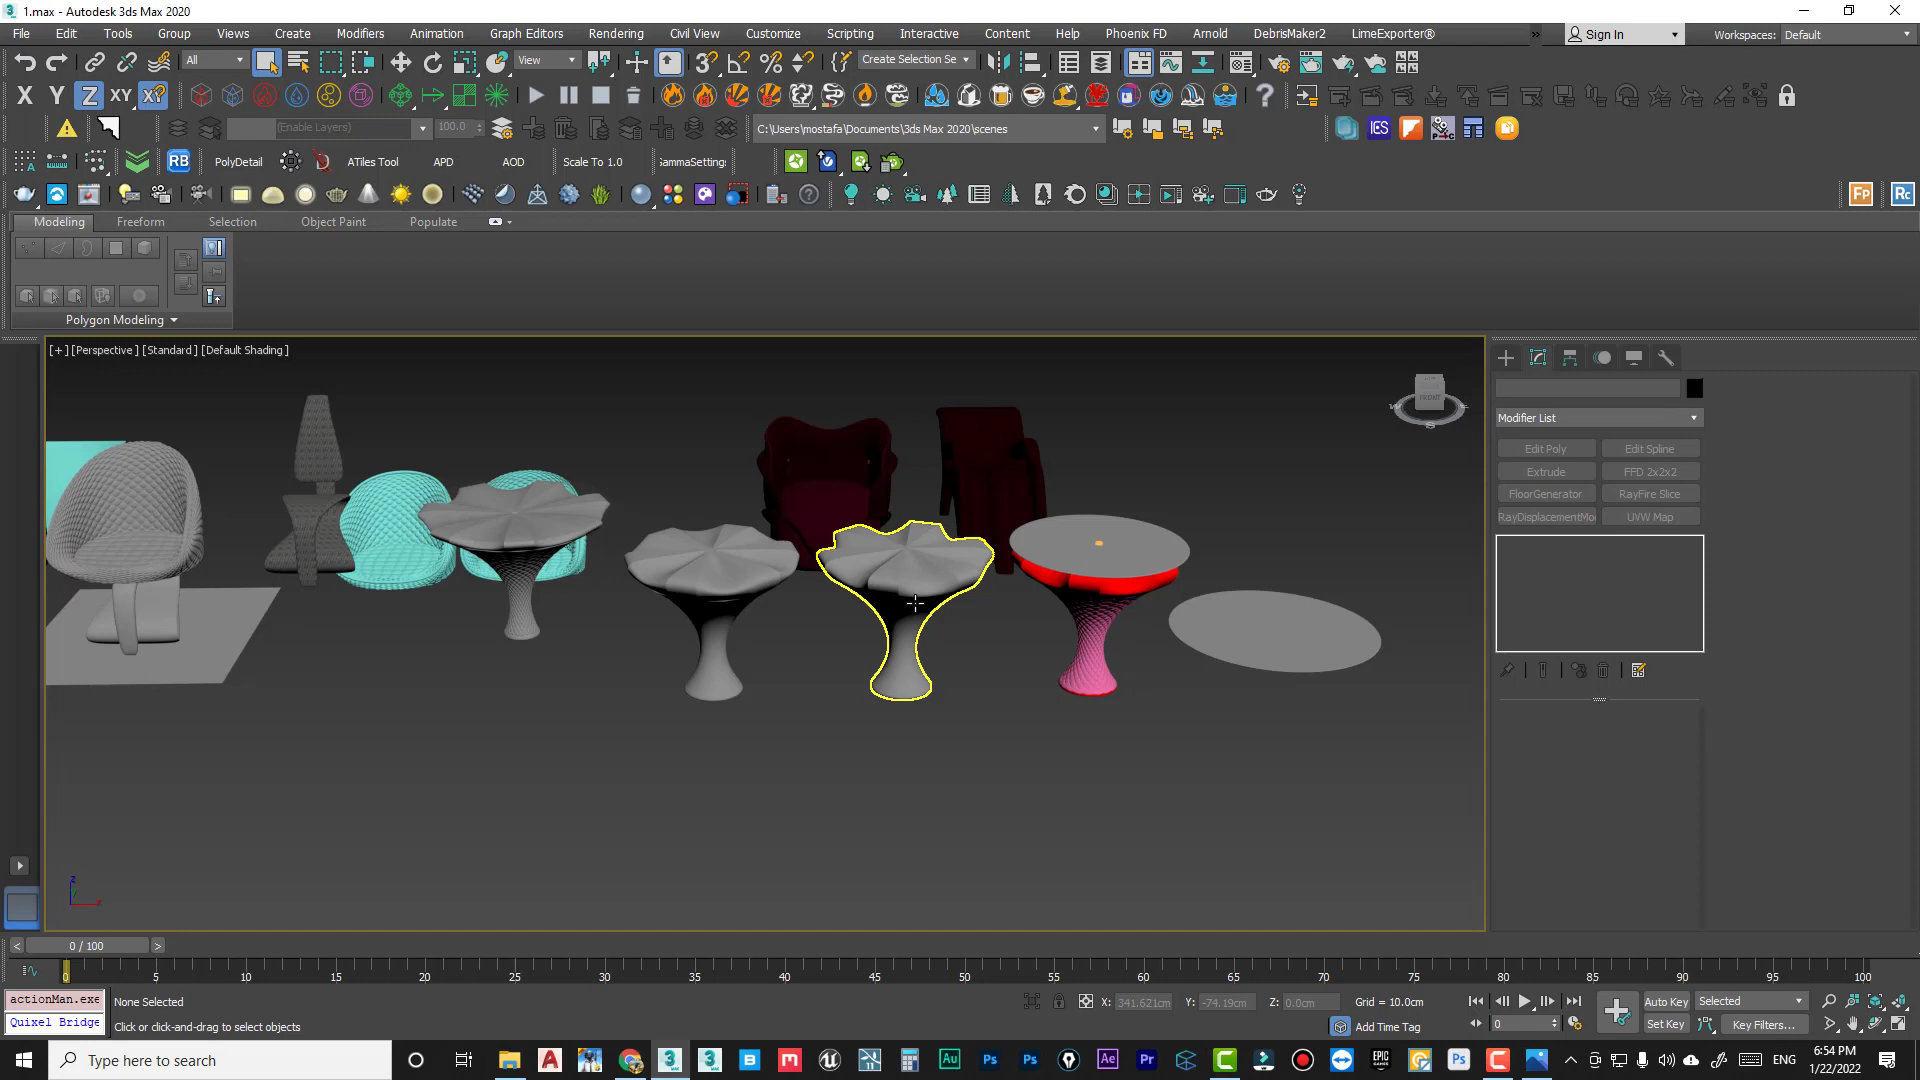 1.max - Autodesk 3ds Max 2020
File Edit Tools Group Views Create Modifiers Animation Graph Editors Rendering Civil View Customize Scripting Interactive Content Help Phoenix FD Arnold DebrisMaker2 LimeExporter® » Sign In Workspaces: Default
All View Create Selection Se
X Y Z XY XY
(Enable Layers) 100.0 C:\Users\mostafa\Documents\3ds Max 2020\scenes IES
RB PolyDetail ATiles Tool APD AOD Scale To 1.0 GammaSettings
Fp Rc
Modeling Freeform Selection Object Paint Populate
Polygon Modeling
[+] [Perspective] [Standard] [Default Shading]
FRONT
W S
Modifier List
Edit Poly Edit Spline
Extrude FFD 2x2x2
FloorGenerator RayFire Slice
RayDisplacementMo UVW Map
z
x
< 0 / 100 >
0 5 10 15 20 25 30 35 40 45 50 55 60 65 70 75 80 85 90 95 100
actionMan.exe None Selected X: 341.621cm Y: -74.19cm Z: 0.0cm Grid = 10.0cm Auto Key Selected
Quixel Bridge Click or click-and-drag to select objects Add Time Tag 0 Set Key Key Filters...
Type here to search
ENG
6:54 PM
1/22/2022